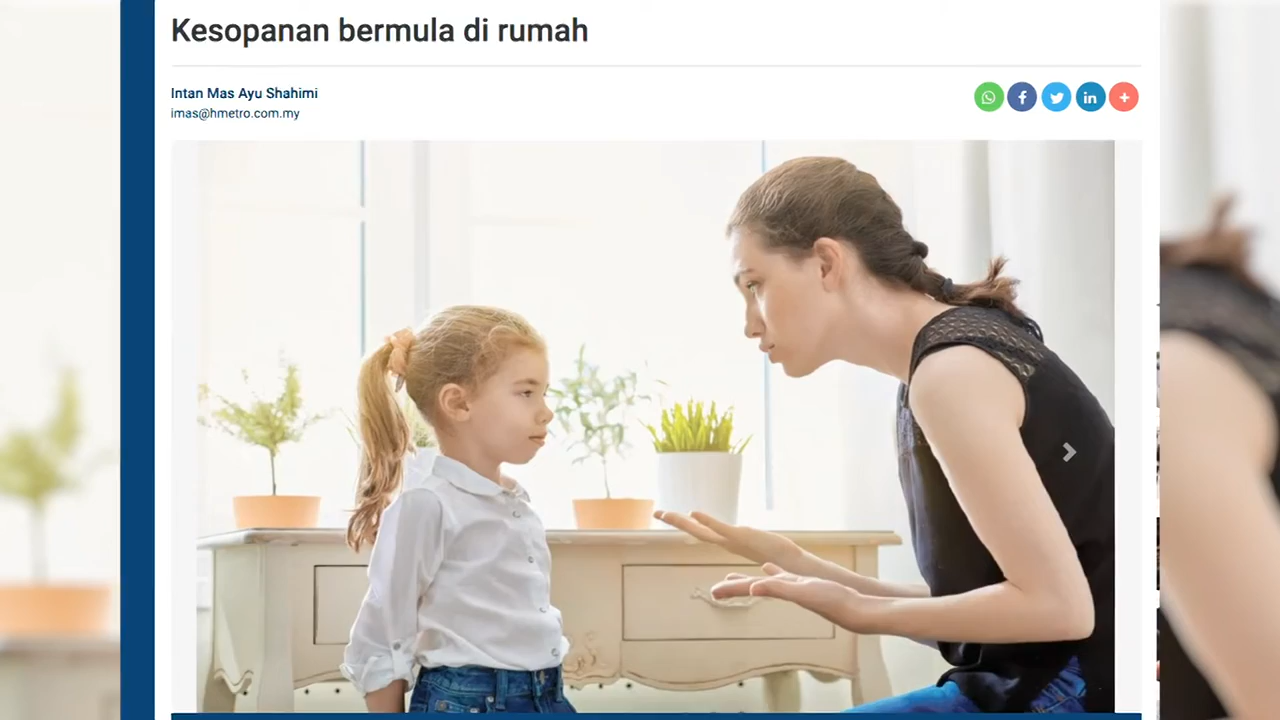 Kesopanan bermula di rumah
Intan Mas Ayu Shahimi
imas@hmetro.com.my